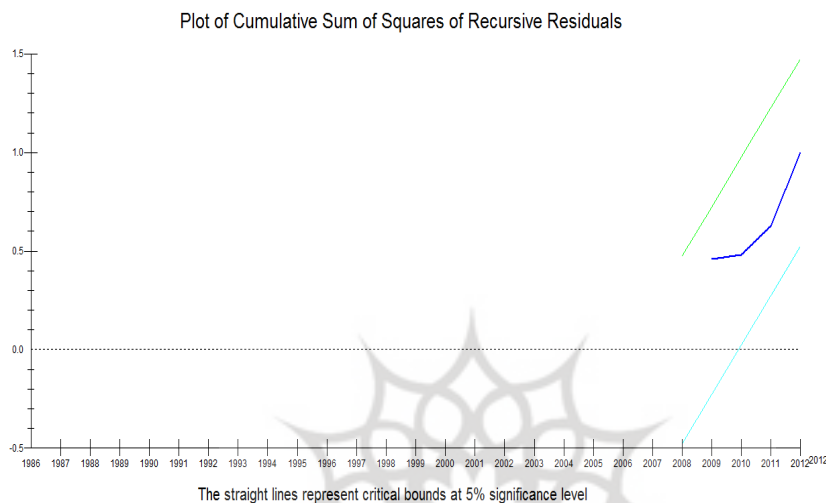 Plot of Cumulative Sum of Squares of Recursive Residuals
1.5
1.0
0.5
0.0
-0.5
1986 1987 1988 1989 1990 1991 1992 1993 1994 1995 1996 1997 1998 1999 2000 2001 2002 2003 2004 2005 2006 2007 2008 2009 2010 2011 2012 2012
The straight lines represent critical bounds at 5% significance level